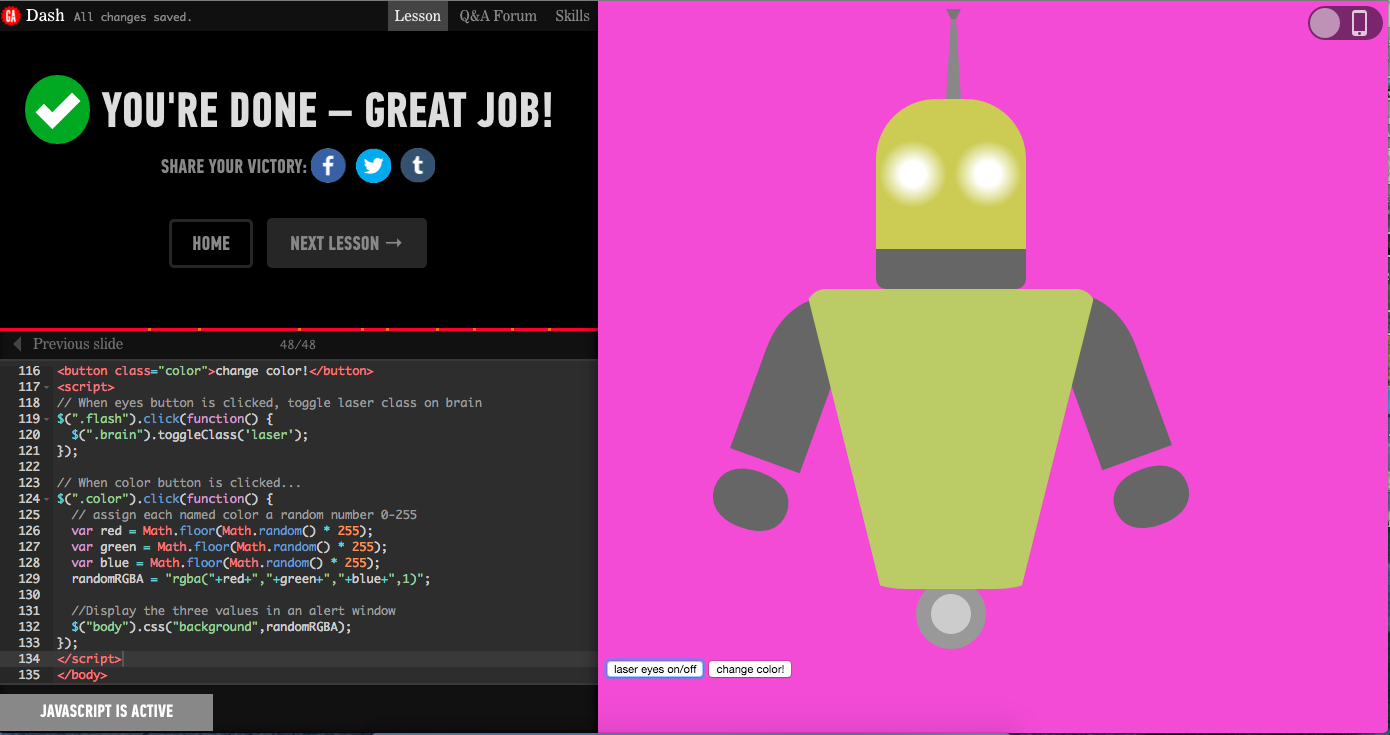 GA Dash All changes saved. Lesson Q&A Forum Skills
YOU'RE DONE — GREAT JOB!
SHARE YOUR VICTORY: f t
HOME NEXT LESSON →
Previous slide 48/48
116 <button class="color">change color!</button>
117 <script>
118 // When eyes button is clicked, toggle laser class on brain
119 $(".flash").click(function() {
120   $(".brain").toggleClass('laser');
121 });
122
123 // When color button is clicked...
124 $(".color").click(function() {
125   // assign each named color a random number 0-255
126   var red = Math.floor(Math.random() * 255);
127   var green = Math.floor(Math.random() * 255);
128   var blue = Math.floor(Math.random() * 255);
129   randomRGBA = "rgba("+red+","+green+","+blue+",1)";
130
131   //Display the three values in an alert window
132   $("body").css("background",randomRGBA);
133 });
134 </script>
135 </body>
JAVASCRIPT IS ACTIVE
laser eyes on/off change color!